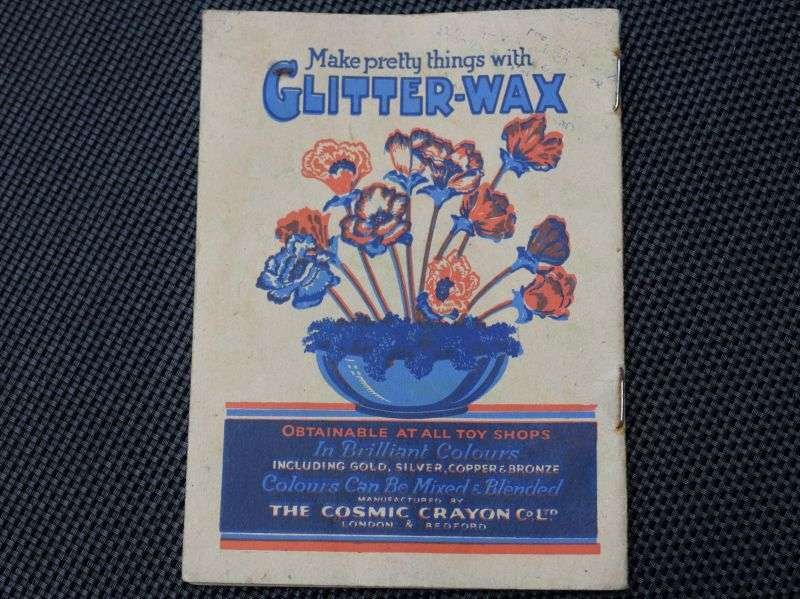 Make pretty things with
GLITTER-WAX
OBTAINABLE AT ALL TOY SHOPS
In Brilliant Colours
INCLUDING GOLD, SILVER, COPPER & BRONZE
Colours Can Be Mixed & Blended
MANUFACTURED BY
THE COSMIC CRAYON CO LTD
LONDON & BEDFORD